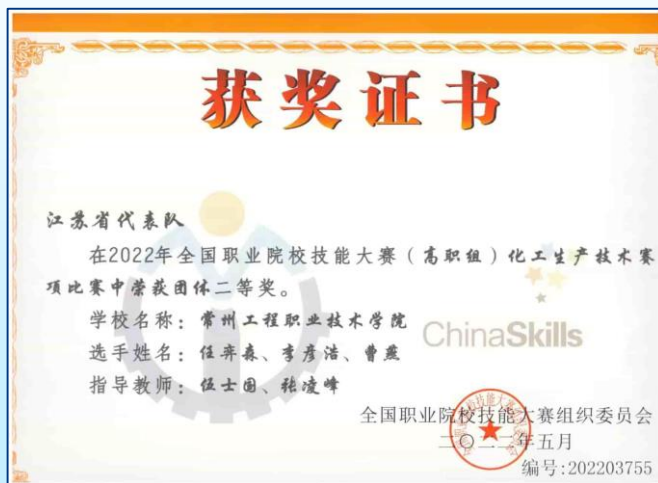 获奖证书
江苏省代表队
在2022年全国职业院校技能大赛（高职组）化工生产技术赛
项比赛中荣获团体二等奖。
学校名称：常州工程职业技术学院
ChinaSkills
选手姓名：任弈森、李彦浩、曹燕
指导教师：伍士国、张凌峰
全国职业院校技能大赛组织委员会
二〇二二年五月
编号:202203755